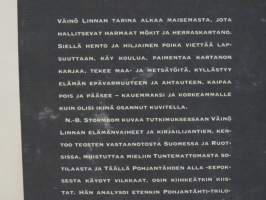 Väinö Linnan tarina alkaa maisemasta, jota
hallitsevat harmaat mökit ja herraskartano.
Siellä hento ja hiljainen poika viettää lap-
suuttaan, käy koulua, paimentaa kartanon
karjaa, tekee maa- ja metsätöitä, kyllästyy
elämän epävarmuuteen ja ahtauteen, kaipaa
pois ja pääsee – kauemmaksi ja korkeammalle
kuin olisi ikinä osannut kuvitella.
N.-B. Stormbom kuvaa tutkimuksessaan Väinö
Linnan elämänvaiheet ja kirjailijantien, ker-
too teosten vastaanotosta Suomessa ja Ruot-
sissa, muistuttaa mieliin Tuntemattomasta so-
tilaasta ja Täällä Pohjantähden alla -eepok-
sesta käydyt vilkkaat, osin kiihkeätkin kiis-
tat. Hän analysoi etenkin Pohjantähti-trilo-